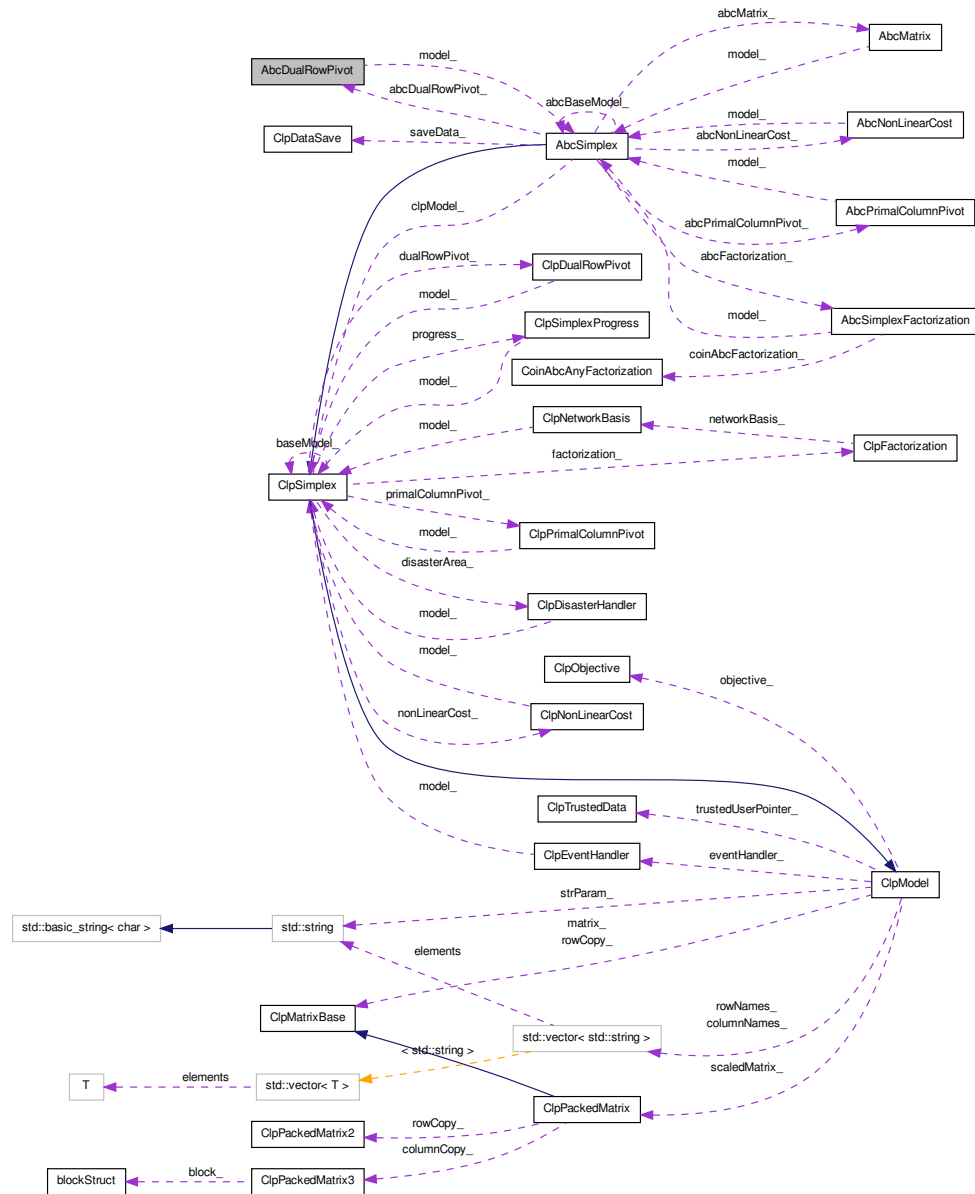 abcMatrix_
AbcMatrix
model_
model_
AbcDualRowPivot
abcDualRowPivot_
abcBaseModel_
model_
AbcNonLinearCost
ClpDataSave
saveData_
AbcSimplex
abcNonLinearCost_
model_
clpModel_
abcPrimalColumnPivot_
AbcPrimalColumnPivot
dualRowPivot_
ClpDualRowPivot
abcFactorization_
model_
progress_
ClpSimplexProgress
model_
AbcSimplexFactorization
coinAbcFactorization_
CoinAbcAnyFactorization
model_
ClpNetworkBasis
networkBasis_
model_
baseModel_
ClpFactorization
factorization_
ClpSimplex
primalColumnPivot_
model_
ClpPrimalColumnPivot
disasterArea_
ClpDisasterHandler
model_
model_
ClpObjective
objective_
nonLinearCost_
ClpNonLinearCost
model_
ClpTrustedData
trustedUserPointer_
ClpEventHandler
eventHandler_
ClpModel
strParam_
std::basic_string< char >
std::string
matrix_
rowCopy_
elements
ClpMatrixBase
rowNames_
columnNames_
std::vector< std::string >
< std::string >
scaledMatrix_
T
elements
std::vector< T >
ClpPackedMatrix
ClpPackedMatrix2
rowCopy_
columnCopy_
blockStruct
block_
ClpPackedMatrix3